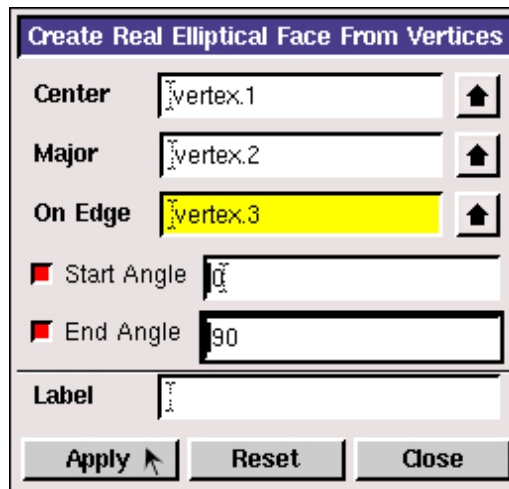 Create Real Elliptical Face From Vertices
Center vertex.1
Major vertex.2
On Edge vertex.3
Start Angle 0
End Angle 90
Label
Apply Reset Close